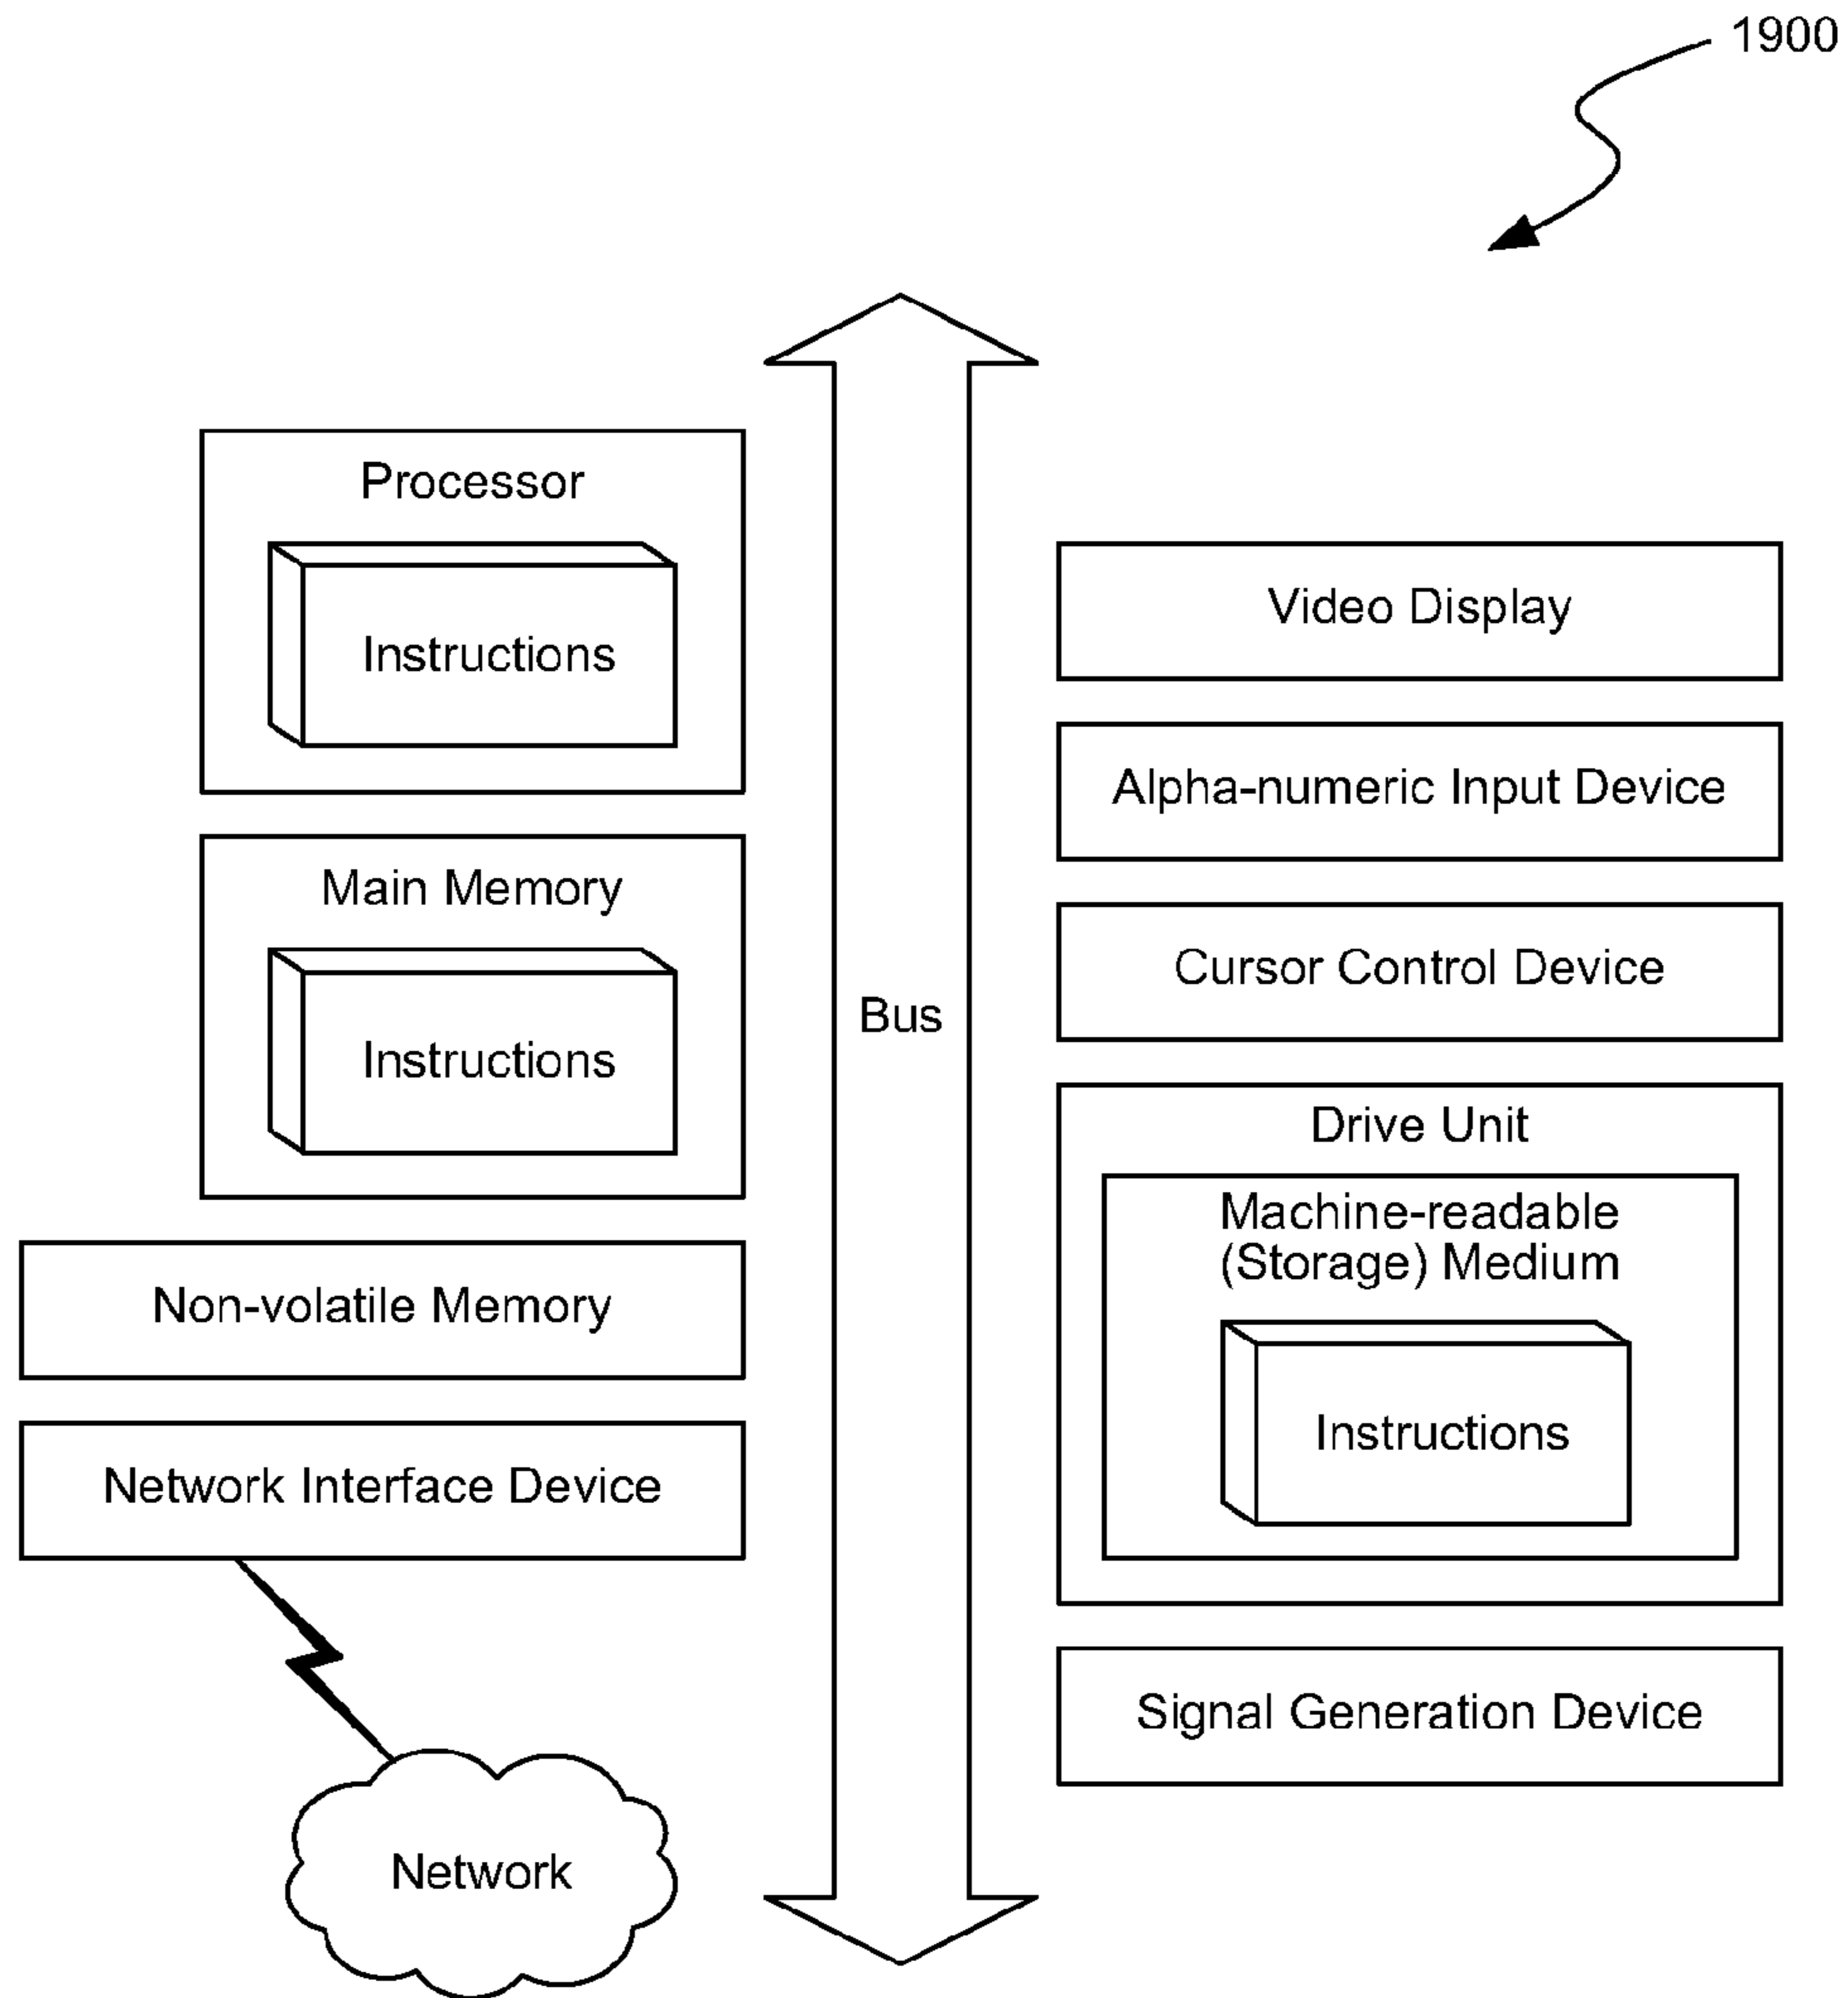 1900
Processor
Instructions
Main Memory
Instructions
Non-volatile Memory
Network Interface Device
Network
Bus
Video Display
Alpha-numeric Input Device
Cursor Control Device
Drive Unit
Machine-readable
(Storage) Medium
Instructions
Signal Generation Device